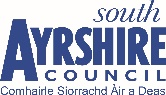 south
AYRSHIRE
COUNCIL
Comhairle Siorrachd Àir a Deas